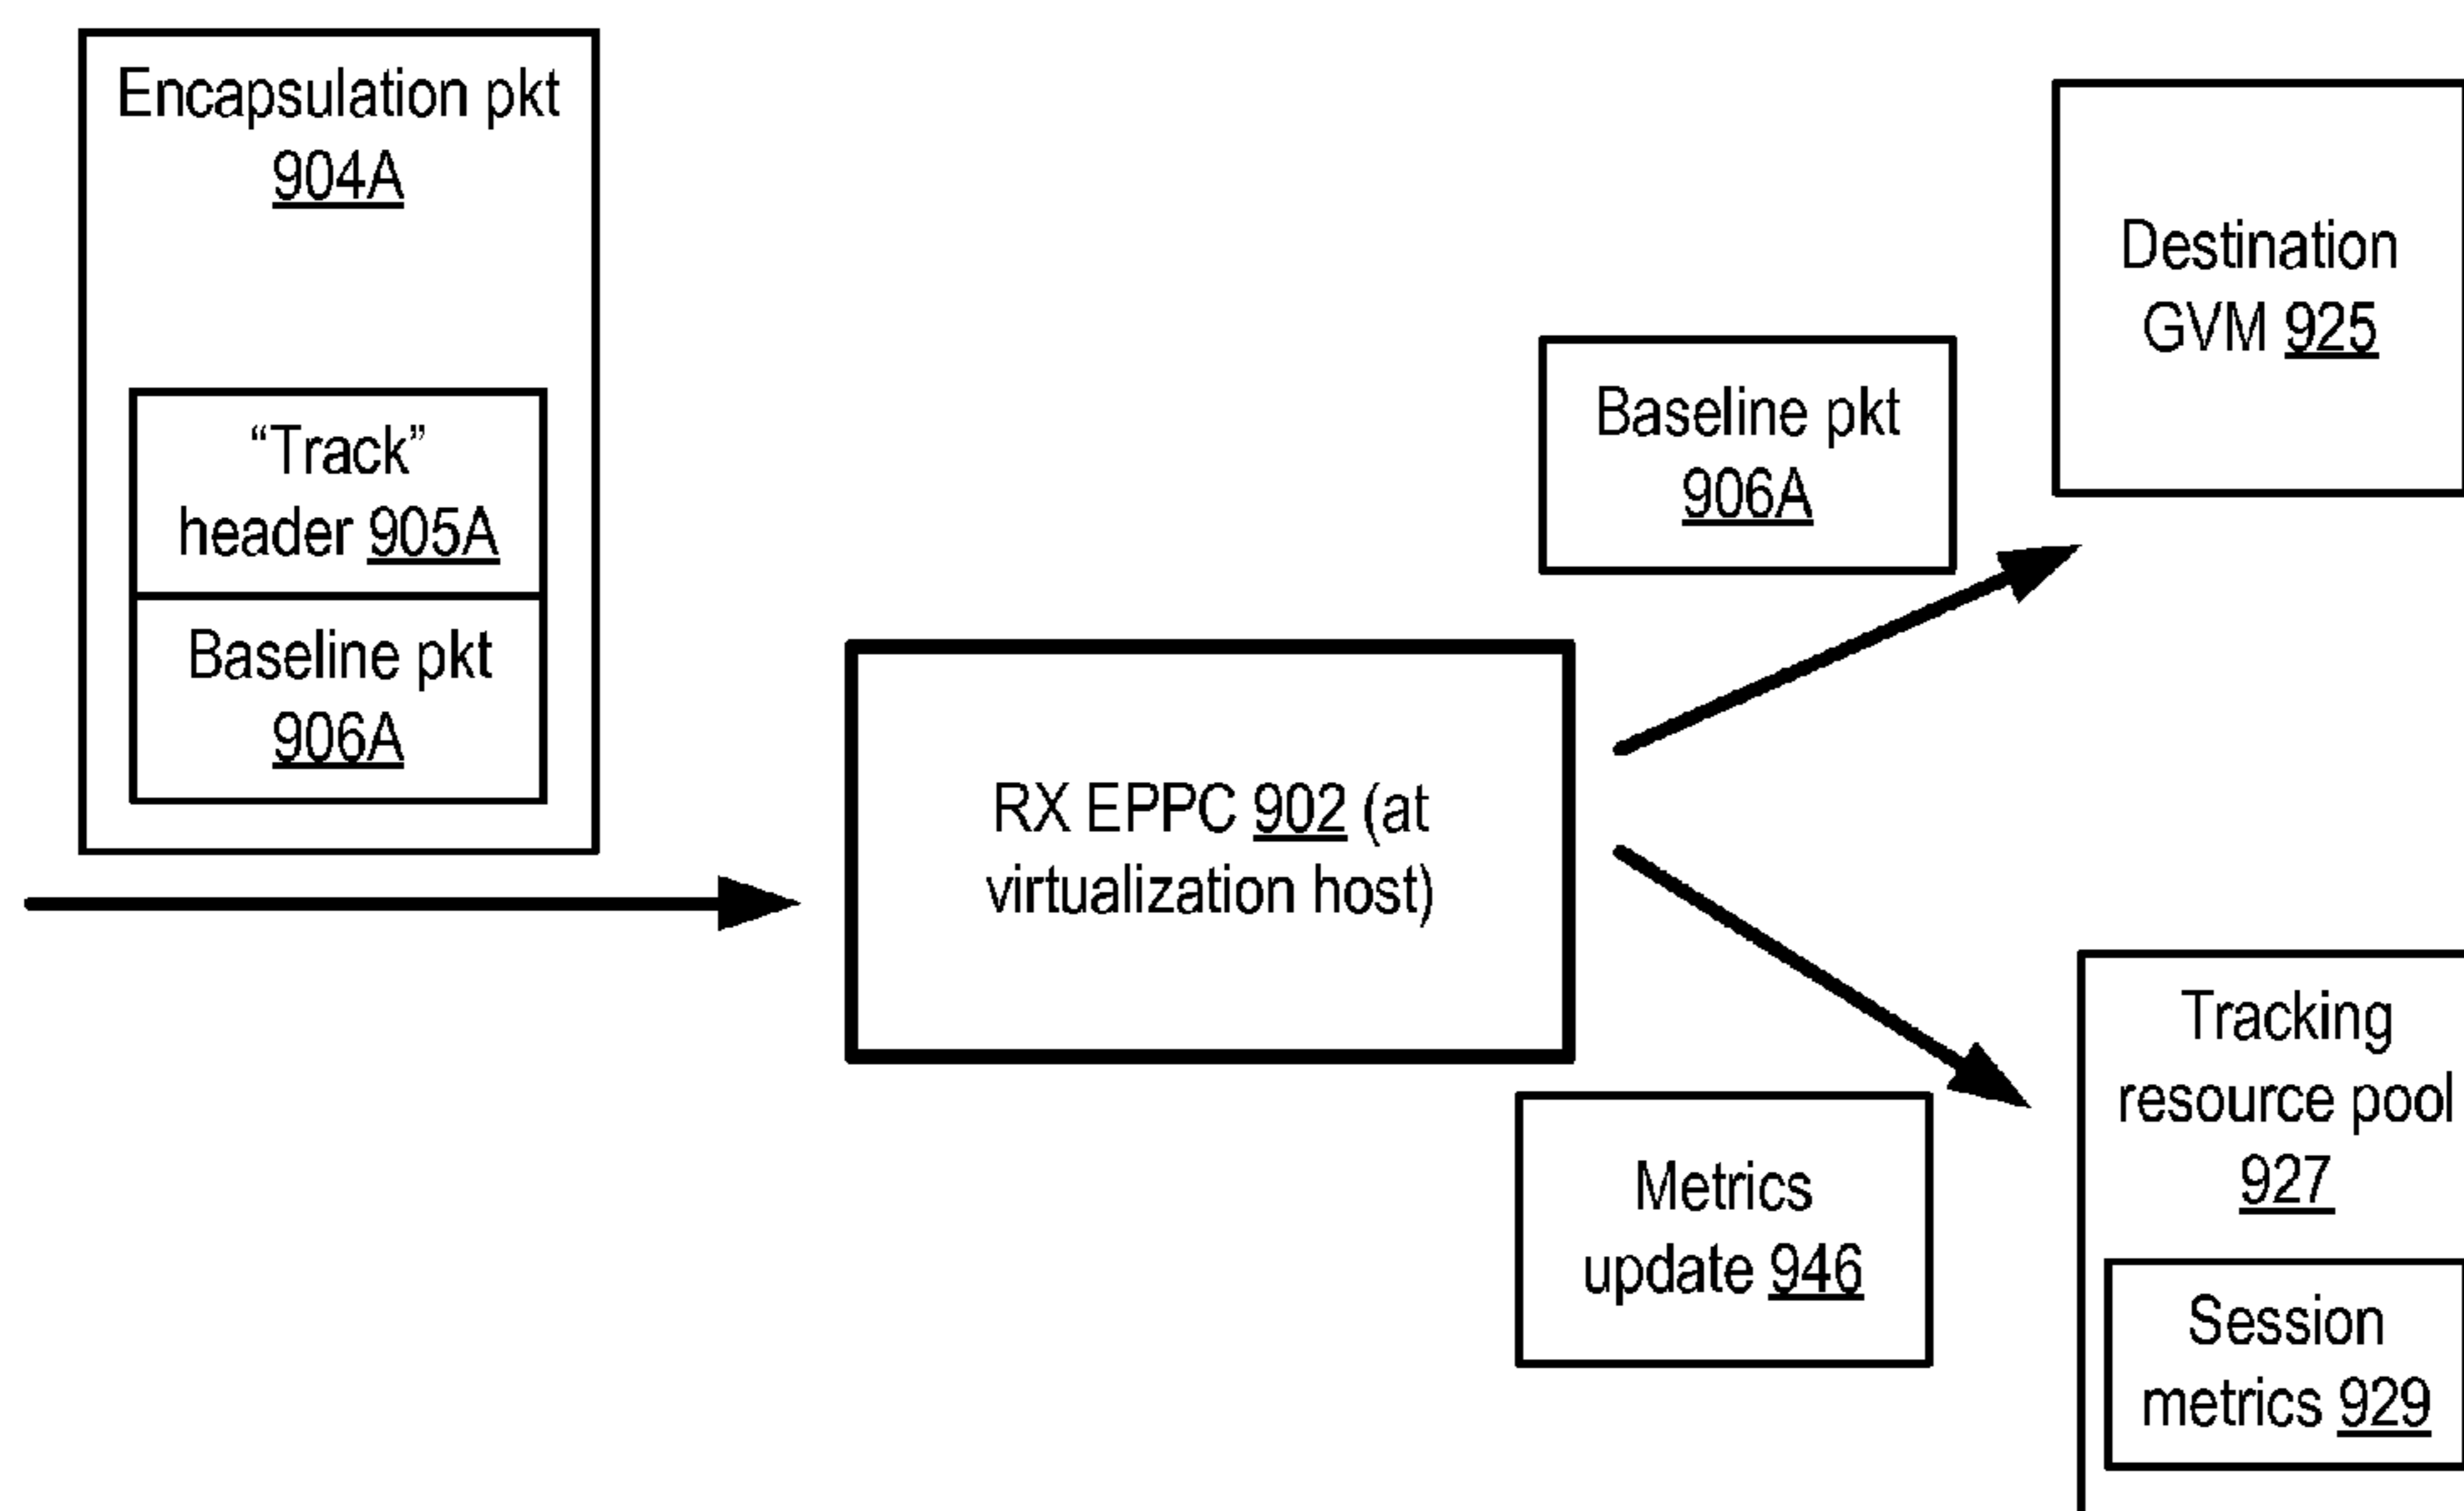 Encapsulation pkt
904A
“Track”
header 905A
Baseline pkt
906A
RX EPPC 902 (at
virtualization host)
Baseline pkt
906A
Destination
GVM 925
Metrics
update 946
Tracking
resource pool
927
Session
metrics 929